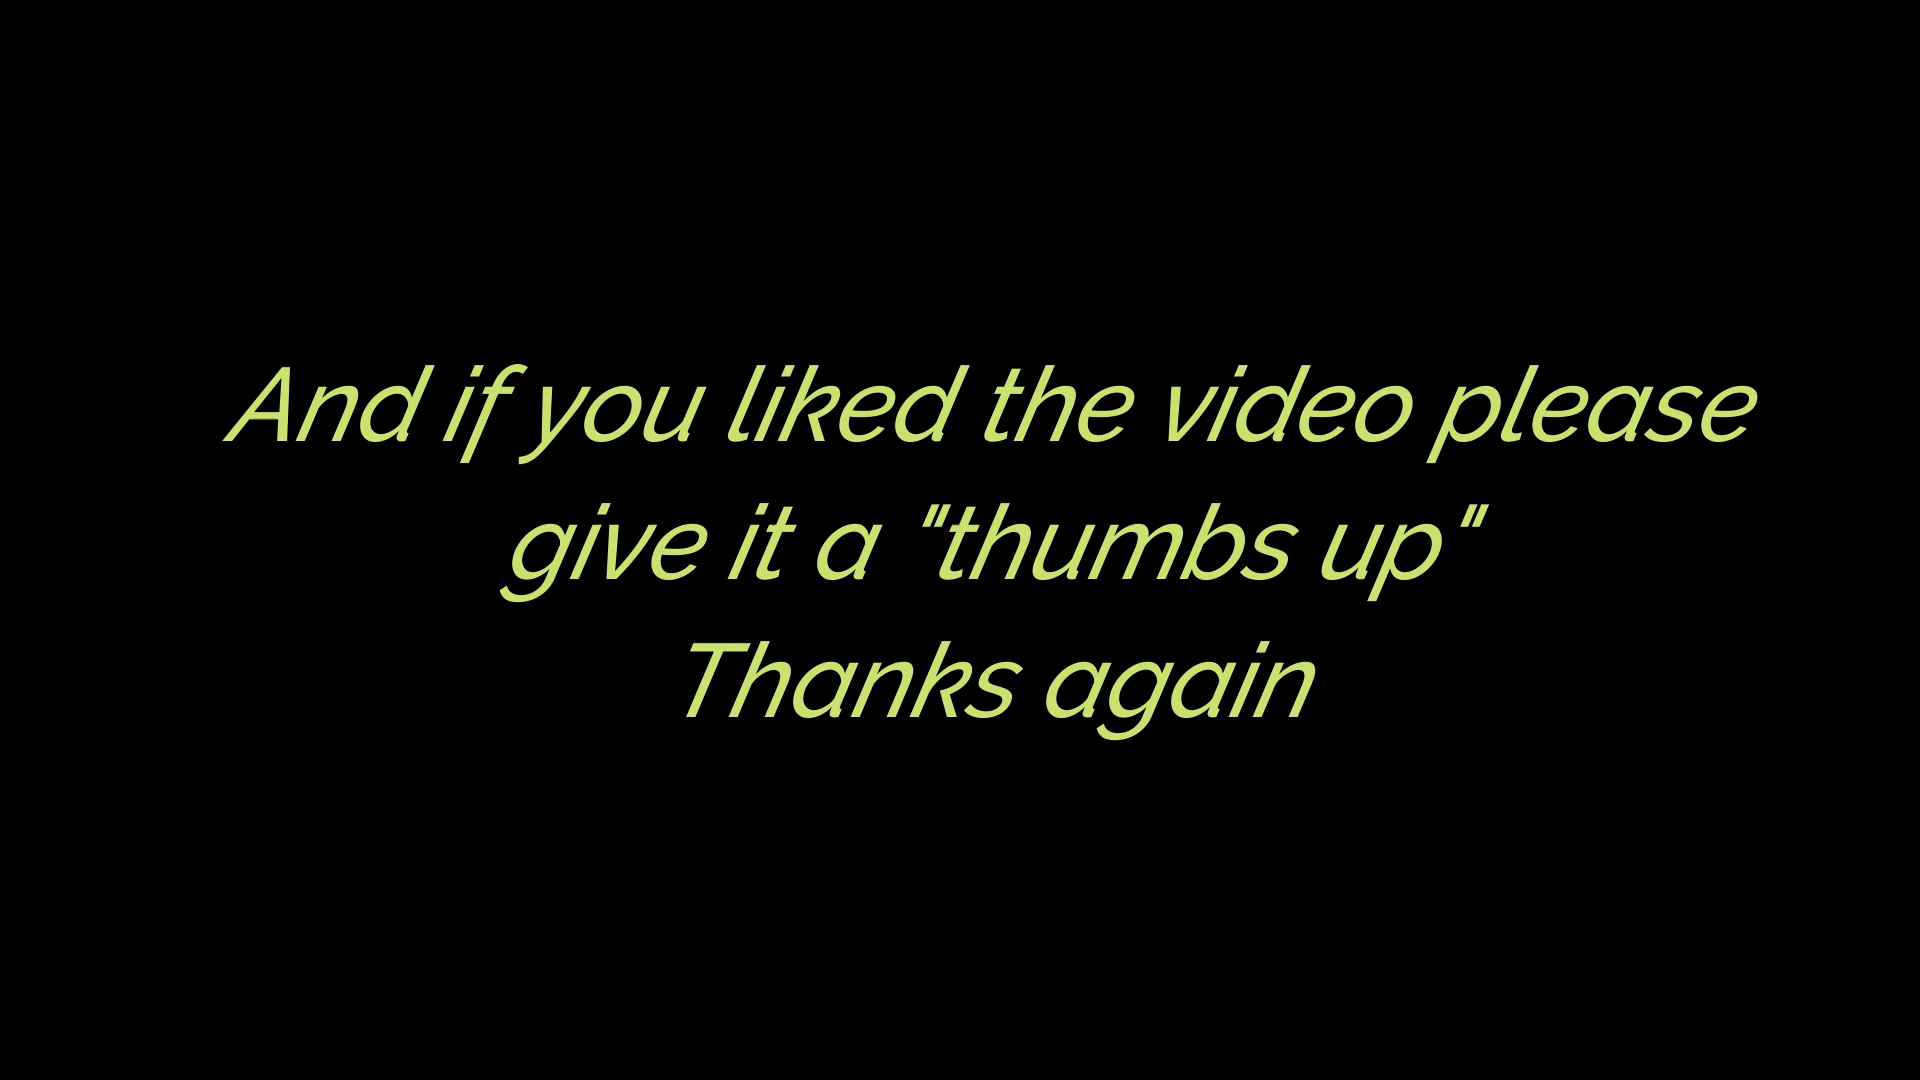 And if you liked the video please
give it a "thumbs up"
Thanks again